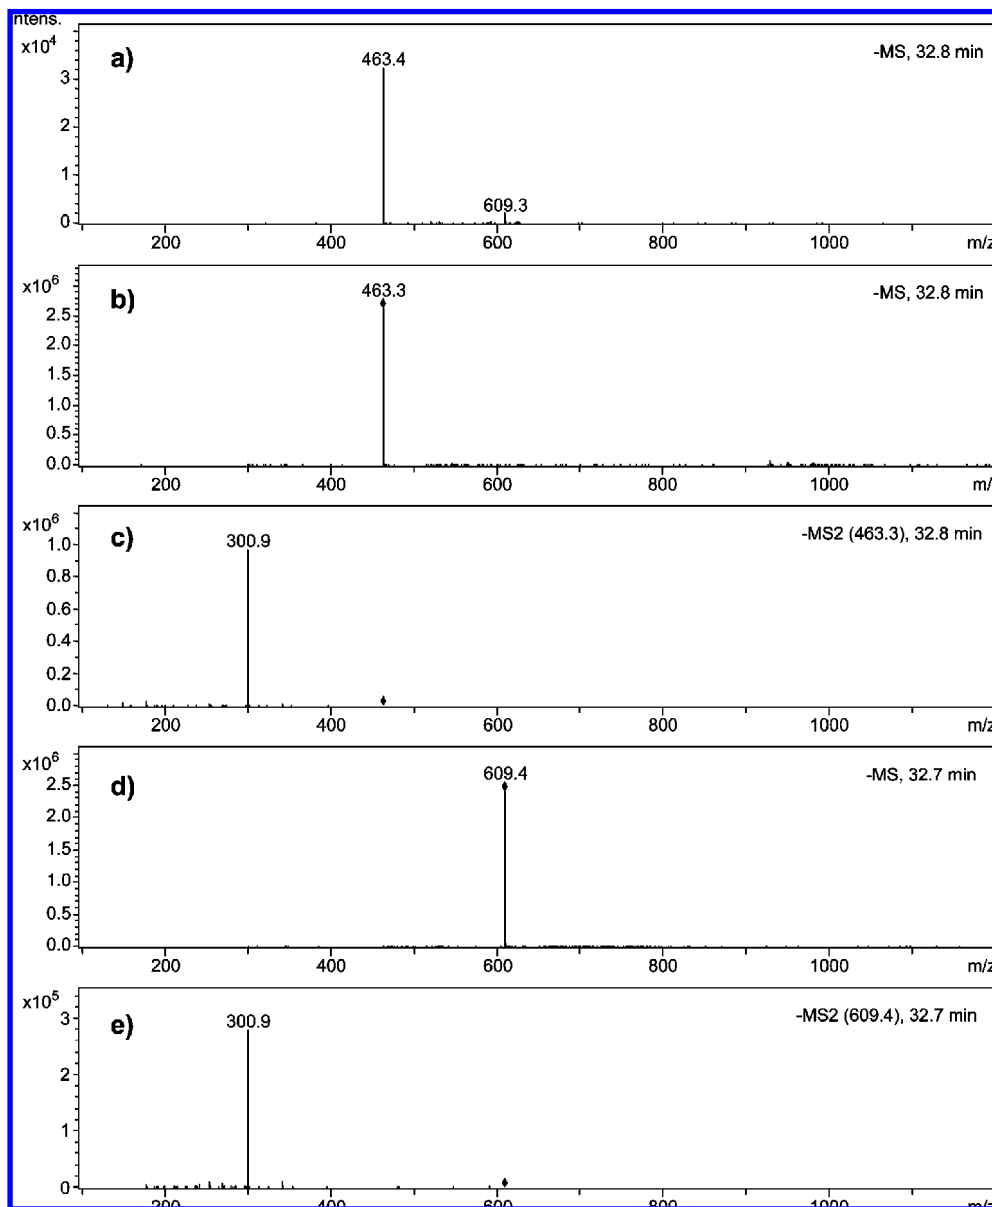 ntens.
x10^4
a)
-MS, 32.8 min
463.4
3
2
1
609.3
0
200 400 600 800 1000 m/z
x10^6
b)
-MS, 32.8 min
463.3
2.5
2.0
1.5
1.0
0.5
0.0
200 400 600 800 1000 m/z
x10^6
c)
-MS2 (463.3), 32.8 min
300.9
1.0
0.8
0.6
0.4
0.2
0.0
200 400 600 800 1000 m/z
x10^6
d)
-MS, 32.7 min
609.4
2.5
2.0
1.5
1.0
0.5
0.0
200 400 600 800 1000 m/z
x10^5
e)
-MS2 (609.4), 32.7 min
300.9
3
2
1
0
200 400 600 800 1000 m/z